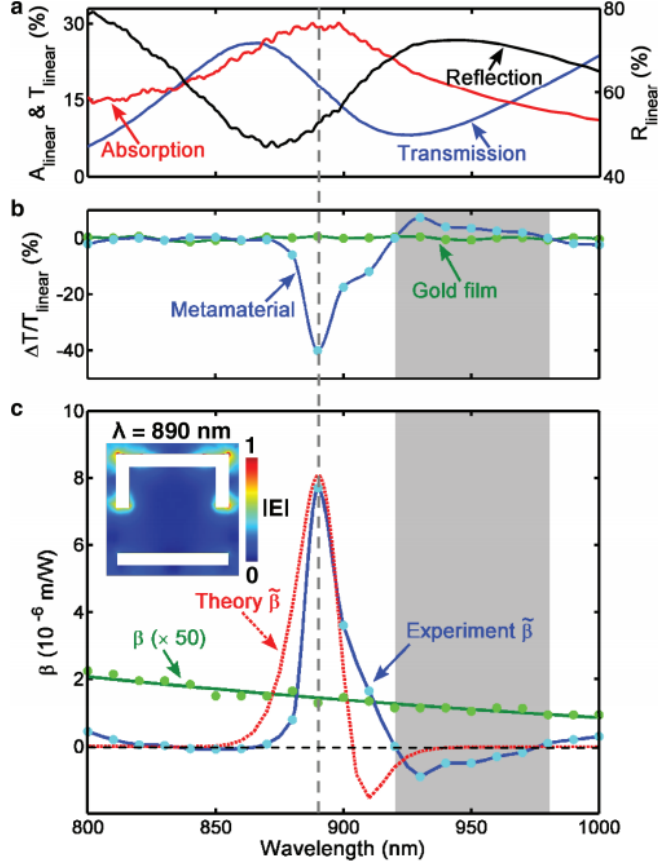 a
A_linear & T_linear (%)
30
15
0
Absorption
Reflection
Transmission
80
60
40
R_linear (%)
b
ΔT/T_linear (%)
0
-20
-40
Metamaterial
Gold film
c
β (10⁻⁶ m/W)
10
8
6
4
2
0
λ = 890 nm
1
|E|
0
Theory β̃
β (× 50)
Experiment β̃
800
850
900
950
1000
Wavelength (nm)